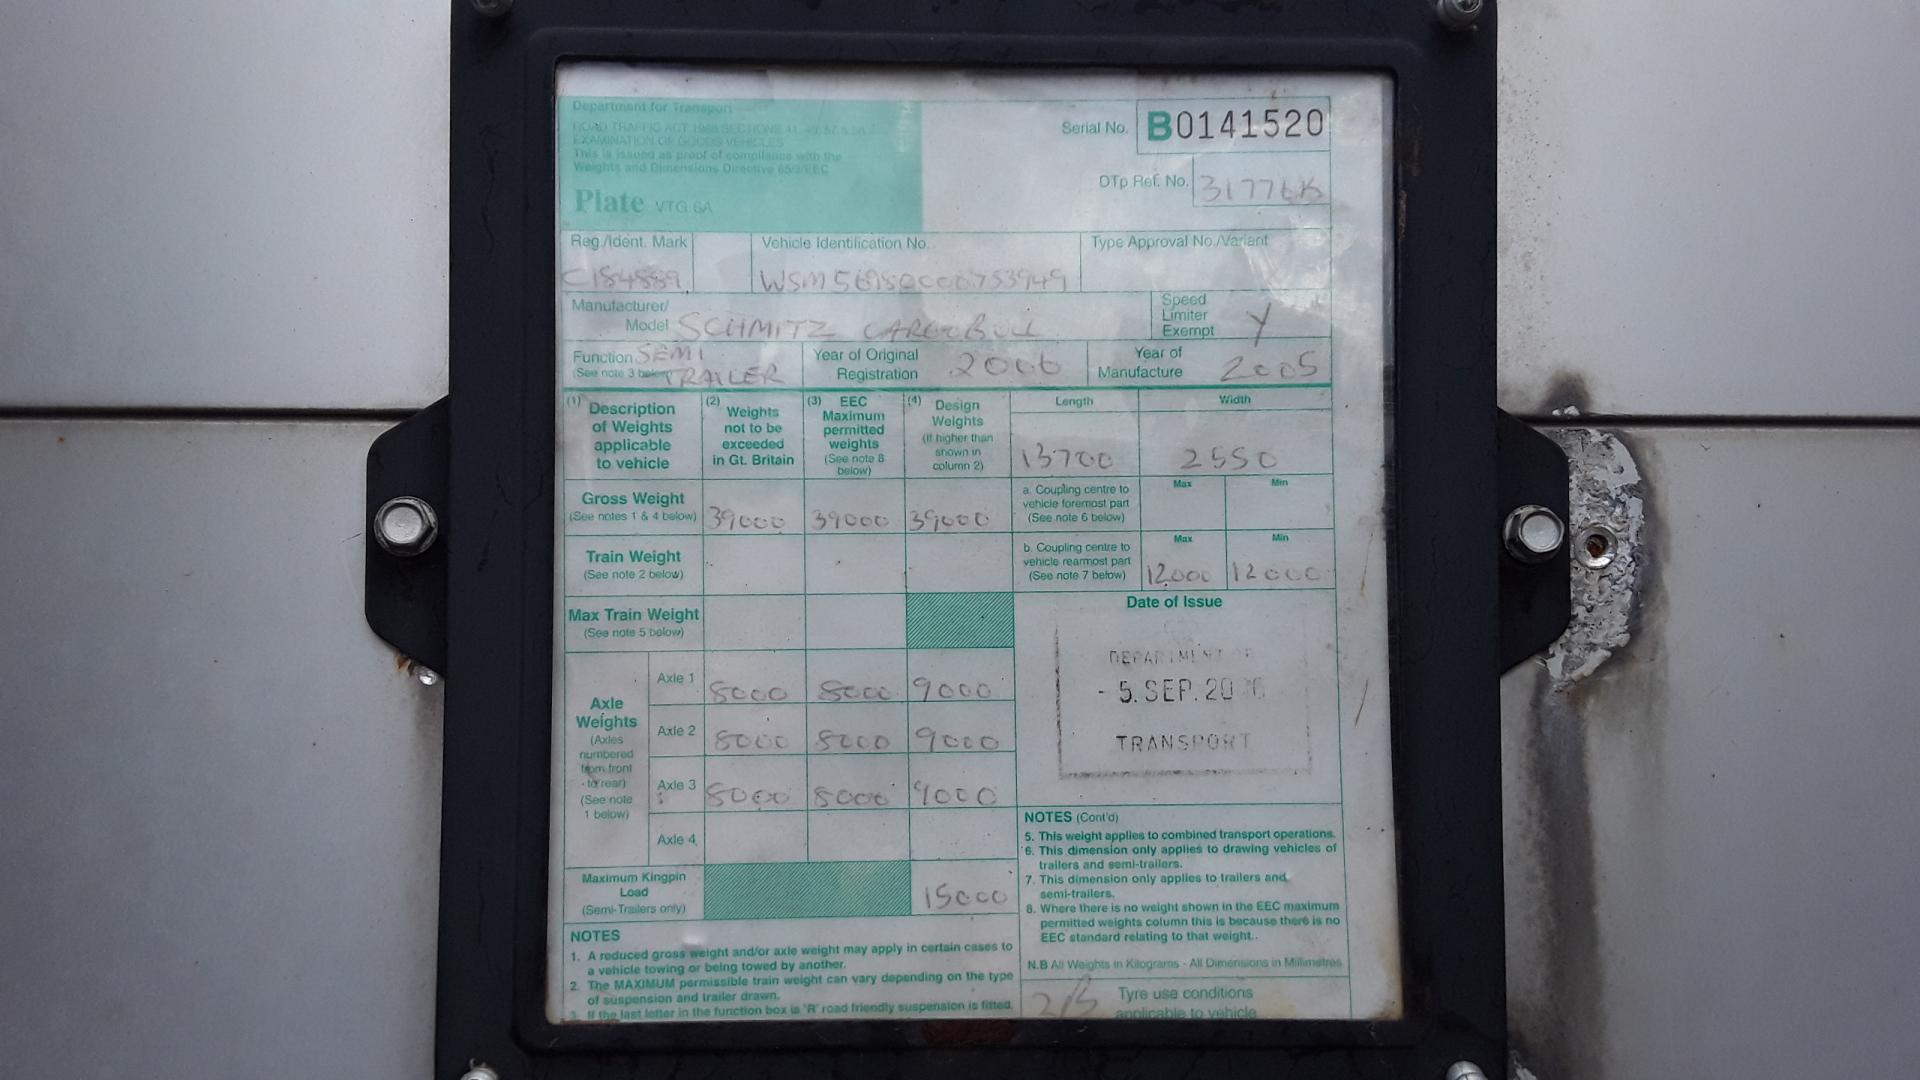 Department for Transport
ROAD TRAFFIC ACT 1988 SECTIONS 41, 49, 57 & 58
EXAMINATION OF GOODS VEHICLES
This is issued as proof of compliance with the
Weights and Dimensions Directive 85/3/EEC
Plate VTG 6A
Serial No. B0141520
DTp Ref. No.
Reg./Ident. Mark
Vehicle Identification No.
Type Approval No./Variant
C184889
Manufacturer/
Model SCHMITZ CARGOBULL
Speed
Limiter
Exempt Y
Function SEMI
(See note 3 below) TRAILER
Year of Original
Registration 2006
Year of
Manufacture 2005
(1) Description
of Weights
applicable
to vehicle
(2) Weights
not to be
exceeded
in Gt. Britain
(3) EEC
Maximum
permitted
weights
(See note 8
below)
(4) Design
Weights
(If higher than
shown in
column 2)
Length
13700
Width
2550
Gross Weight
(See notes 1 & 4 below)
39000 39000 39000
a. Coupling centre to
vehicle foremost part
(See note 6 below)
Max Min
Train Weight
(See note 2 below)
b. Coupling centre to
vehicle rearmost part
(See note 7 below)
Max Min
12000 12000
Max Train Weight
(See note 5 below)
Date of Issue
DEPARTMENT OF
- 5. SEP. 2006
TRANSPORT
Axle
Weights
(Axles
numbered
from front
to rear)
(See note
1 below)
Axle 1 8000 8000 9000
Axle 2 8000 8000 9000
Axle 3 8000 8000 9000
Axle 4
Maximum Kingpin
Load
(Semi-Trailers only)
15000
NOTES
1. A reduced gross weight and/or axle weight may apply in certain cases to
a vehicle towing or being towed by another.
2. The MAXIMUM permissible train weight can vary depending on the type
of suspension and trailer drawn.
3. If the last letter in the function box is 'R' road friendly suspension is fitted.
NOTES (Cont'd)
5. This weight applies to combined transport operations.
6. This dimension only applies to drawing vehicles of
trailers and semi-trailers.
7. This dimension only applies to trailers and
semi-trailers.
8. Where there is no weight shown in the EEC maximum
permitted weights column this is because there is no
EEC standard relating to that weight..
N.B All Weights in Kilograms - All Dimensions in Millimetres
Tyre use conditions
applicable to vehicle